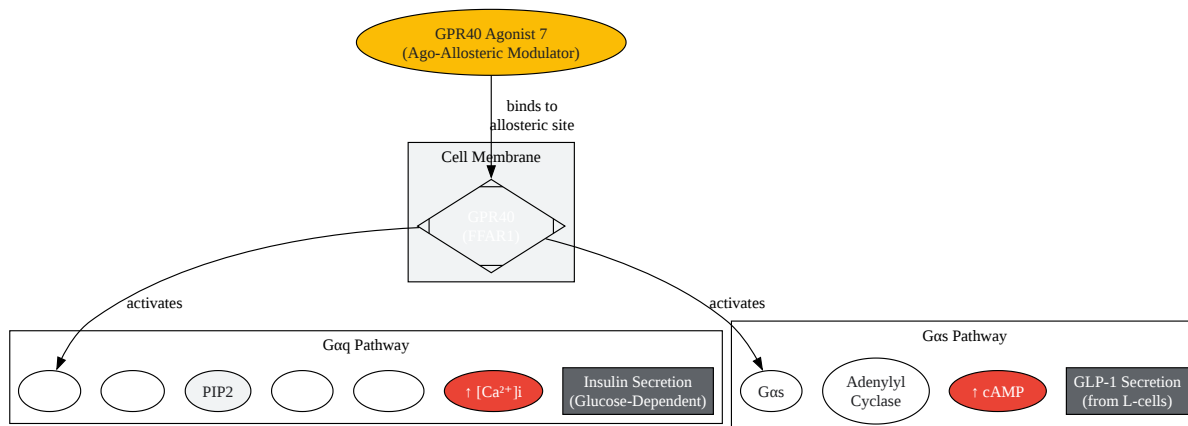 GPR40 Agonist 7
(Ago-Allosteric Modulator)
binds to
allosteric site
Cell Membrane
GPR40
(FFAR1)
activates
activates
Gαq Pathway
PIP2
↑ [Ca²⁺]i
Insulin Secretion
(Glucose-Dependent)
Gαs Pathway
Gαs
Adenylyl
Cyclase
↑ cAMP
GLP-1 Secretion
(from L-cells)